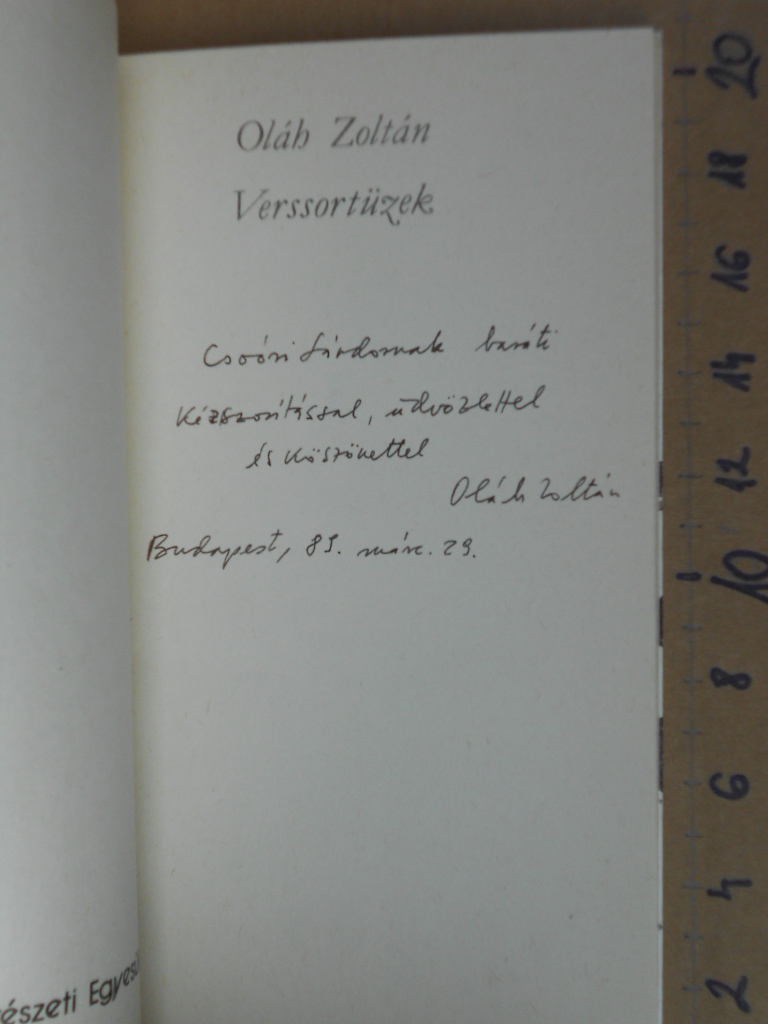 Oláh Zoltán
Verssortüzek
Csoóri Sándornak baráti
kézszorítással, üdvözlettel
és köszönettel
Oláh Zoltán
Budapest, 89. márc. 29.
észeti Egyes
20
18
16
14
12
10
8
6
4
2